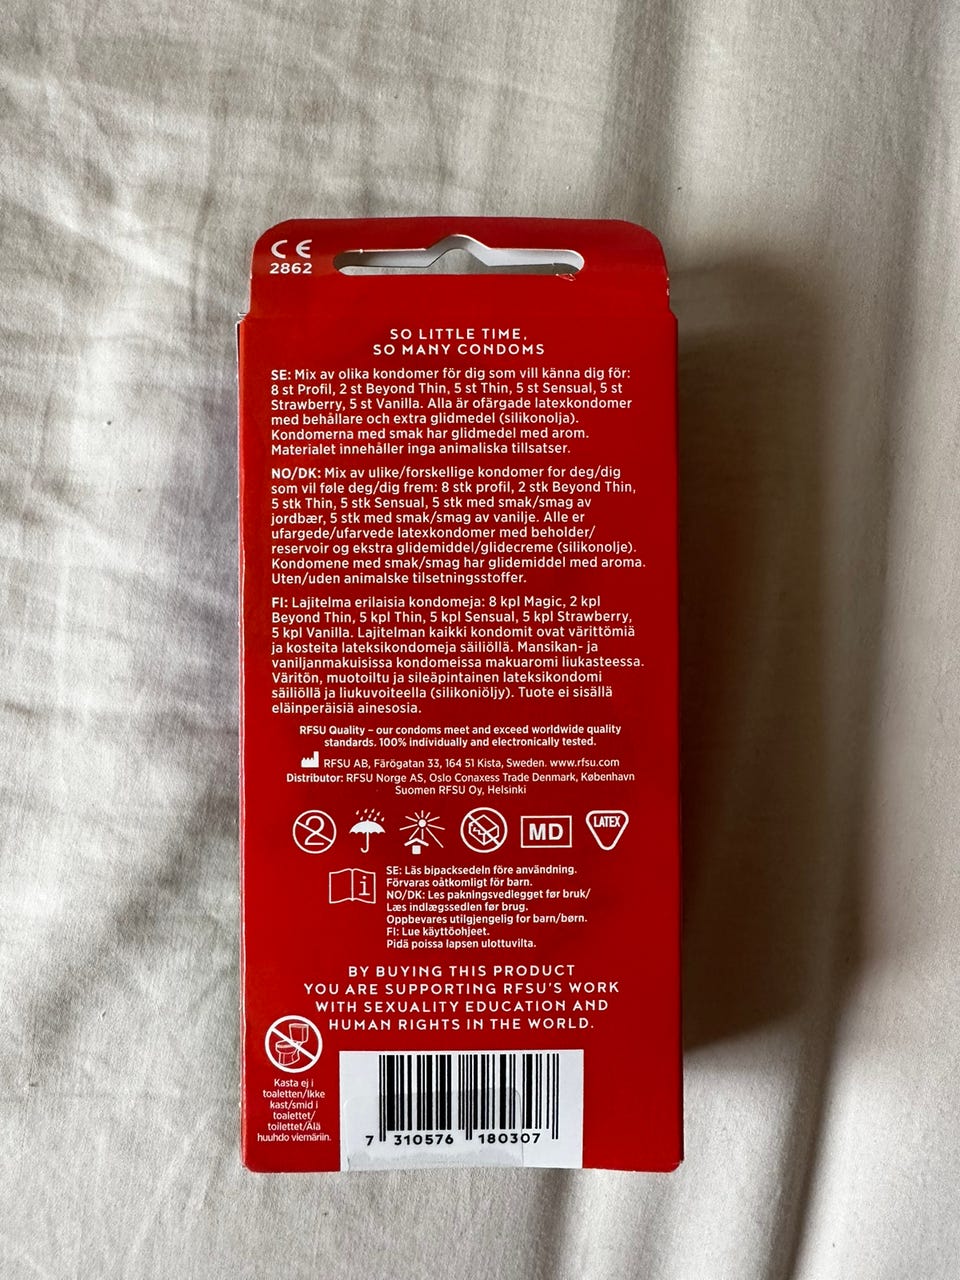 CE
2862
SO LITTLE TIME,
SO MANY CONDOMS
SE: Mix av olika kondomer för dig som vill känna dig för:
8 st Profil, 2 st Beyond Thin, 5 st Thin, 5 st Sensual, 5 st
Strawberry, 5 st Vanilla. Alla är ofärgade latexkondomer
med behållare och extra glidmedel (silikonolja).
Kondomerna med smak har glidmedel med arom.
Materialet innehåller inga animaliska tillsatser.
NO/DK: Mix av ulike/forskellige kondomer for deg/dig
som vil føle deg/dig frem: 8 stk profil, 2 stk Beyond Thin,
5 stk Thin, 5 stk Sensual, 5 stk med smak/smag av
jordbær, 5 stk med smak/smag av vanilje. Alle er
ufargede/ufarvede latexkondomer med beholder/
reservoir og ekstra glidemiddel/glidecreme (silikonolje).
Kondomene med smak/smag har glidemiddel med aroma.
Uten/uden animalske tilsetningsstoffer.
FI: Lajitelma erilaisia kondomeja: 8 kpl Magic, 2 kpl
Beyond Thin, 5 kpl Thin, 5 kpl Sensual, 5 kpl Strawberry,
5 kpl Vanilla. Lajitelman kaikki kondomit ovat värittömiä
ja kosteita lateksikondomeja säiliöllä. Mansikan- ja
vaniljanmakuisissa kondomeissa makuaromi liukasteessa.
Väritön, muotoiltu ja sileäpintainen lateksikondomi
säiliöllä ja liukuvoiteella (silikoniöljy). Tuote ei sisällä
eläinperäisiä ainesosia.
RFSU Quality – our condoms meet and exceed worldwide quality
standards. 100% individually and electronically tested.
RFSU AB, Färögatan 33, 164 51 Kista, Sweden. www.rfsu.com
Distributor: RFSU Norge AS, Oslo Conaxess Trade Denmark, København
Suomen RFSU Oy, Helsinki
2
MD
LATEX
SE: Läs bipacksedeln före användning.
Förvaras oåtkomligt för barn.
NO/DK: Les pakningsvedlegget før bruk/
Læs indlægssedlen før brug.
Oppbevares utilgjengelig for barn/børn.
FI: Lue käyttöohjeet.
Pidä poissa lapsen ulottuvilta.
BY BUYING THIS PRODUCT
YOU ARE SUPPORTING RFSU'S WORK
WITH SEXUALITY EDUCATION AND
HUMAN RIGHTS IN THE WORLD.
Kasta ej i
toaletten/Ikke
kast/smid i
toalettet/
toilettet/Älä
huuhdo viemäriin.
7 310576 180307